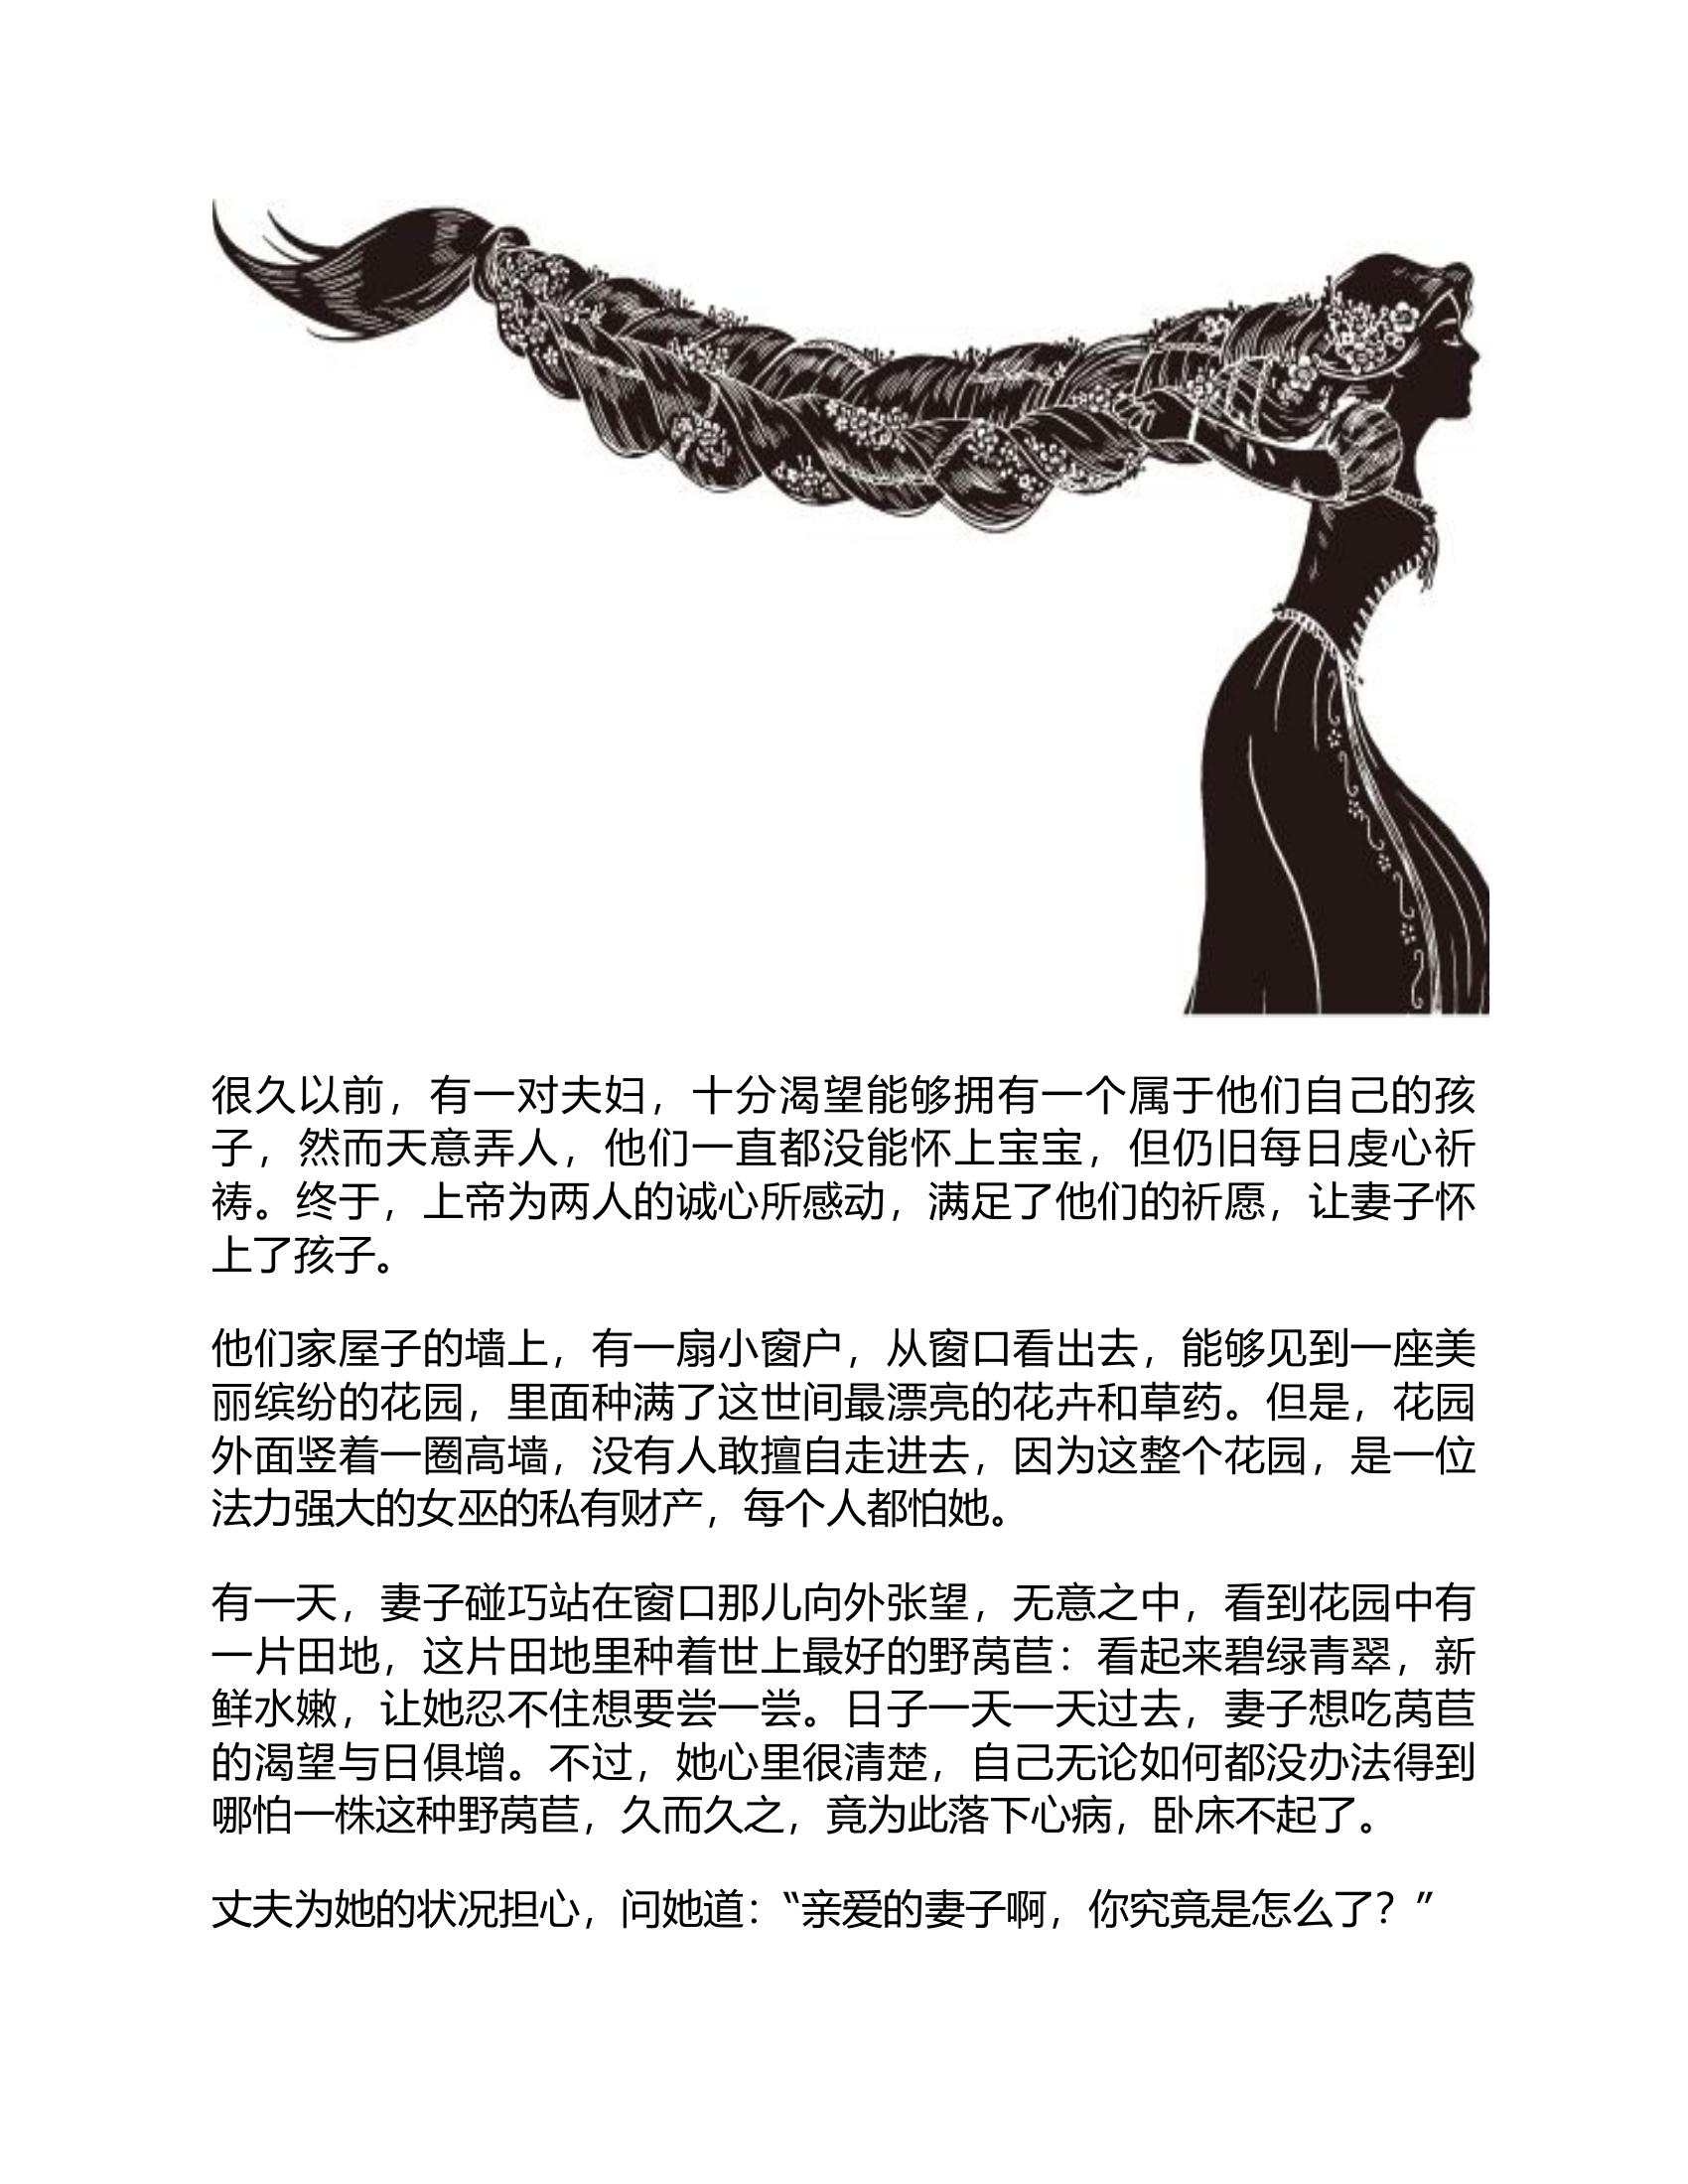 很久以前，有一对夫妇，十分渴望能够拥有一个属于他们自己的孩
子，然而天意弄人，他们一直都没能怀上宝宝，但仍旧每日虔心祈
祷。终于，上帝为两人的诚心所感动，满足了他们的祈愿，让妻子怀
上了孩子。
他们家屋子的墙上，有一扇小窗户，从窗口看出去，能够见到一座美
丽缤纷的花园，里面种满了这世间最漂亮的花卉和草药。但是，花园
外面竖着一圈高墙，没有人敢擅自走进去，因为这整个花园，是一位
法力强大的女巫的私有财产，每个人都怕她。
有一天，妻子碰巧站在窗口那儿向外张望，无意之中，看到花园中有
一片田地，这片田地里种着世上最好的野莴苣：看起来碧绿青翠，新
鲜水嫩，让她忍不住想要尝一尝。日子一天一天过去，妻子想吃莴苣
的渴望与日俱增。不过，她心里很清楚，自己无论如何都没办法得到
哪怕一株这种野莴苣，久而久之，竟为此落下心病，卧床不起了。
丈夫为她的状况担心，问她道：“亲爱的妻子啊，你究竟是怎么了？”